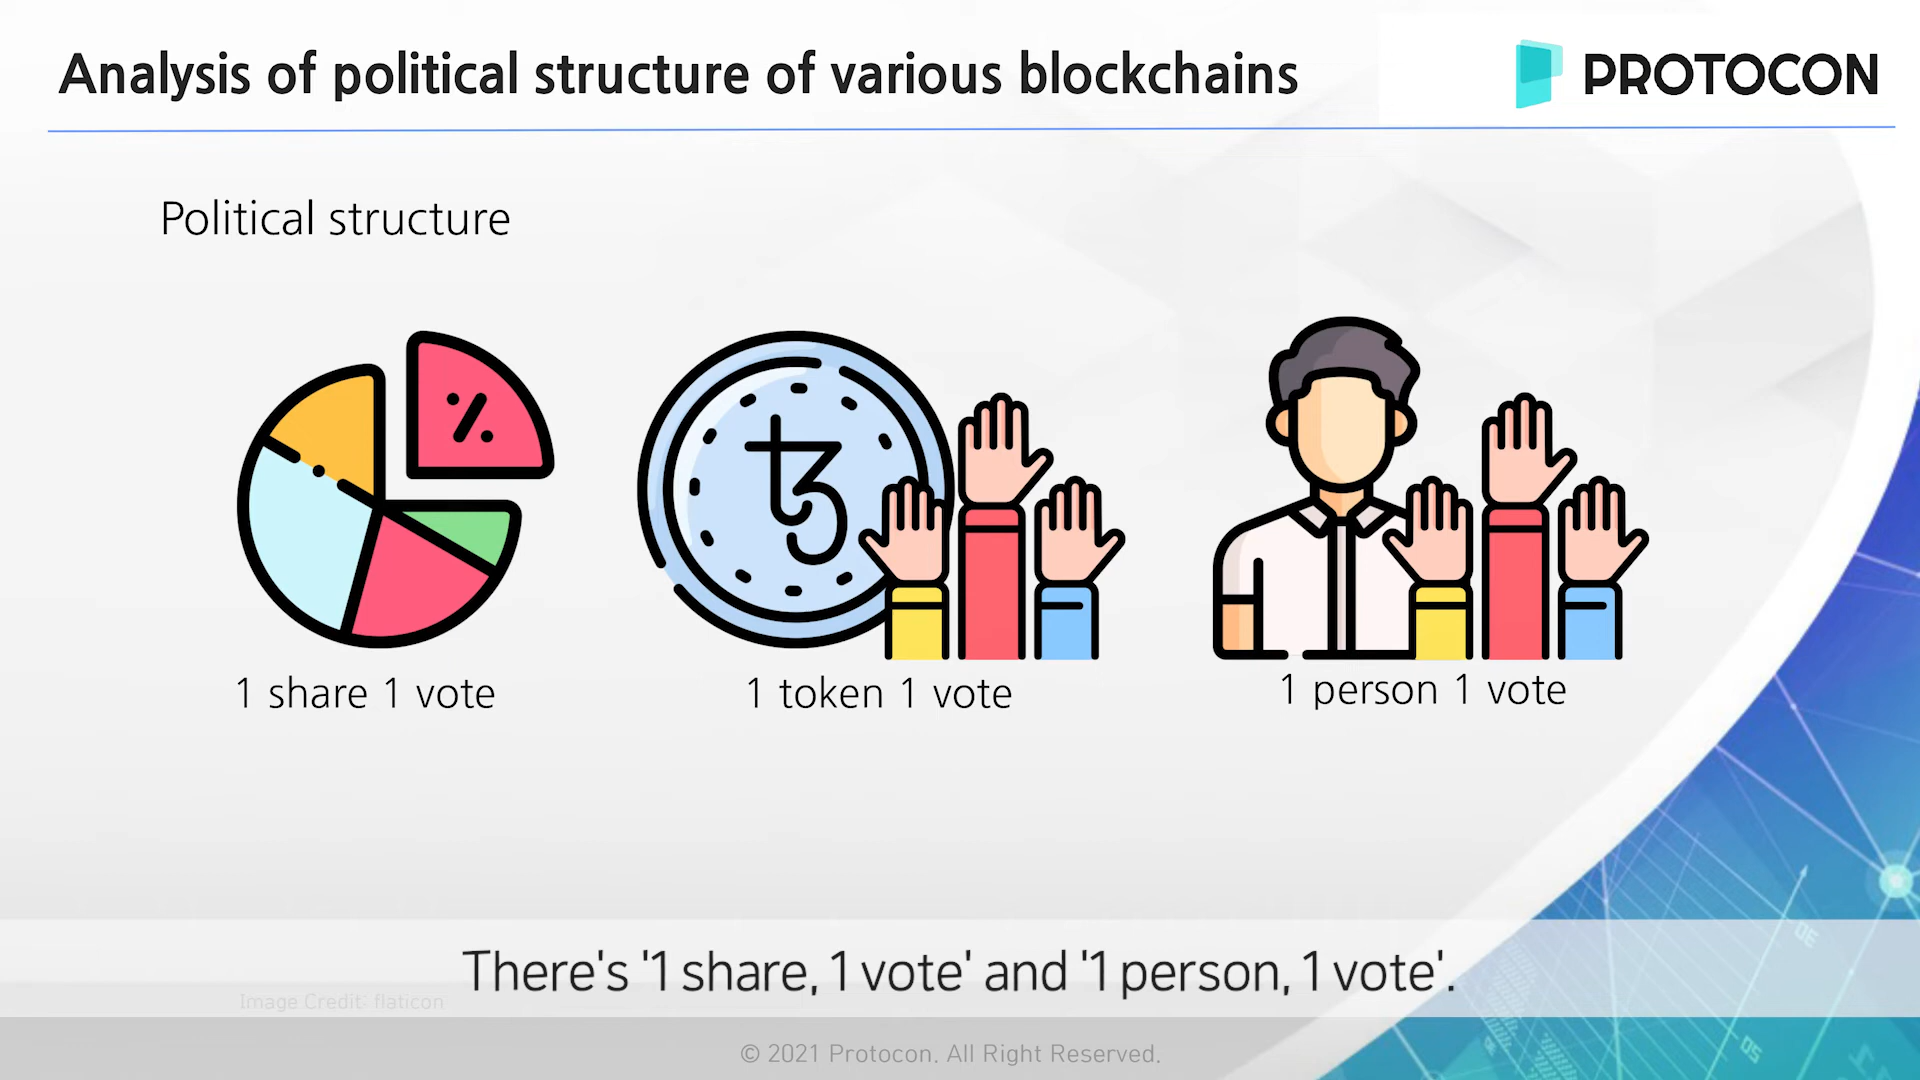 Analysis of political structure of various blockchains
PROTOCON
Political structure
%
1 share 1 vote
1 token 1 vote
1 person 1 vote
There's '1 share, 1 vote' and '1 person, 1 vote'.
Image Credit: flaticon
© 2021 Protocon. All Right Reserved.